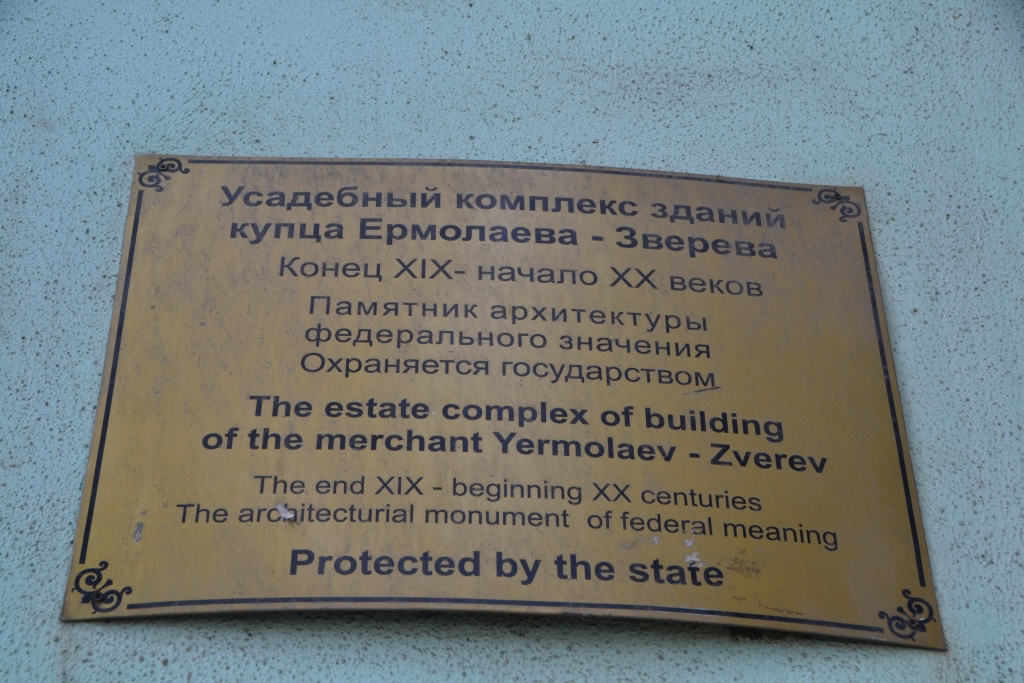 Усадебный комплекс зданий
купца Ермолаева - Зверева
Конец XIX- начало XX веков
Памятник архитектуры
федерального значения
Охраняется государством
The estate complex of building
of the merchant Yermolaev - Zverev
The end XIX - beginning XX centuries
The architecturial monument of federal meaning
Protected by the state